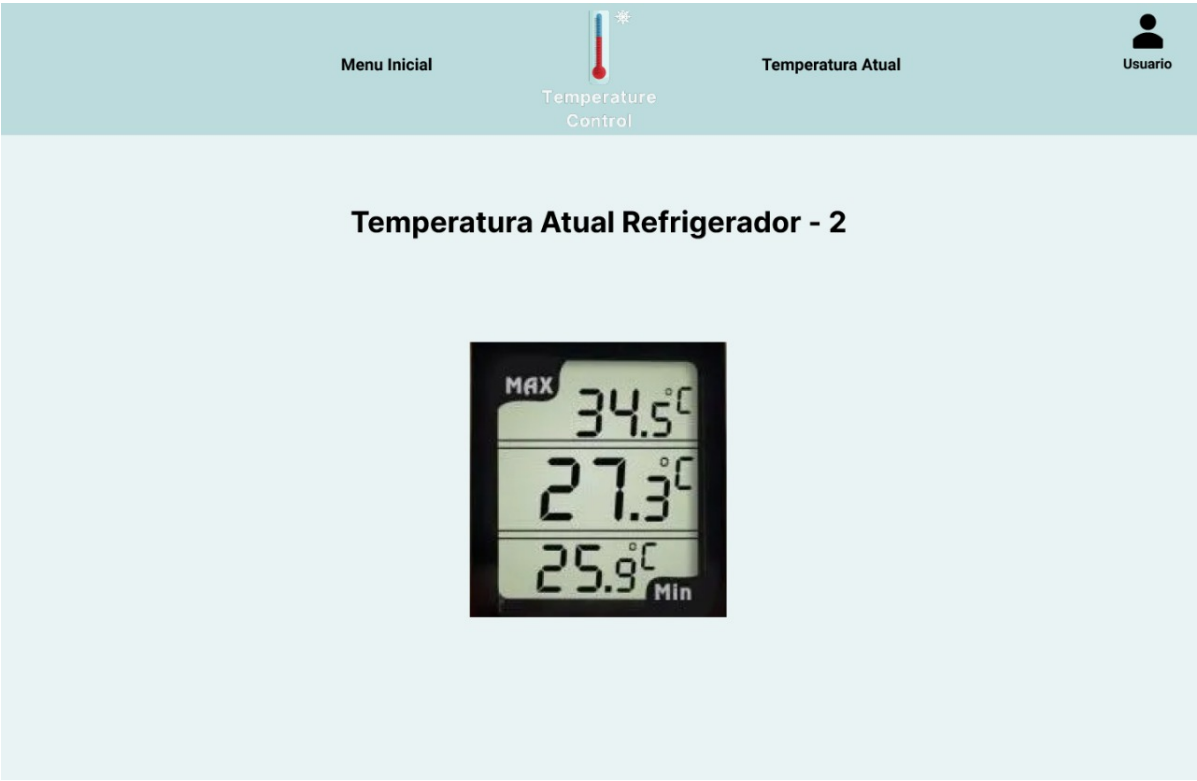 Menu Inicial
Temperature
Control
Temperatura Atual
Usuario
Temperatura Atual Refrigerador - 2
MAX
34.5°C
27.3°C
25.9°C
Min